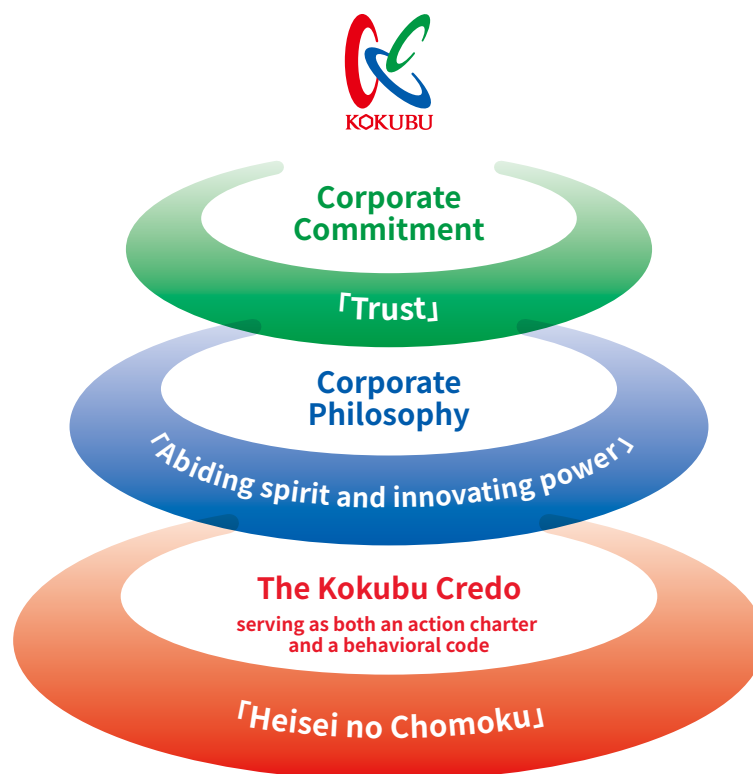 KOKUBU
Corporate
Commitment
「Trust」
Corporate
Philosophy
「Abiding spirit and innovating power」
The Kokubu Credo
serving as both an action charter
and a behavioral code
「Heisei no Chomoku」